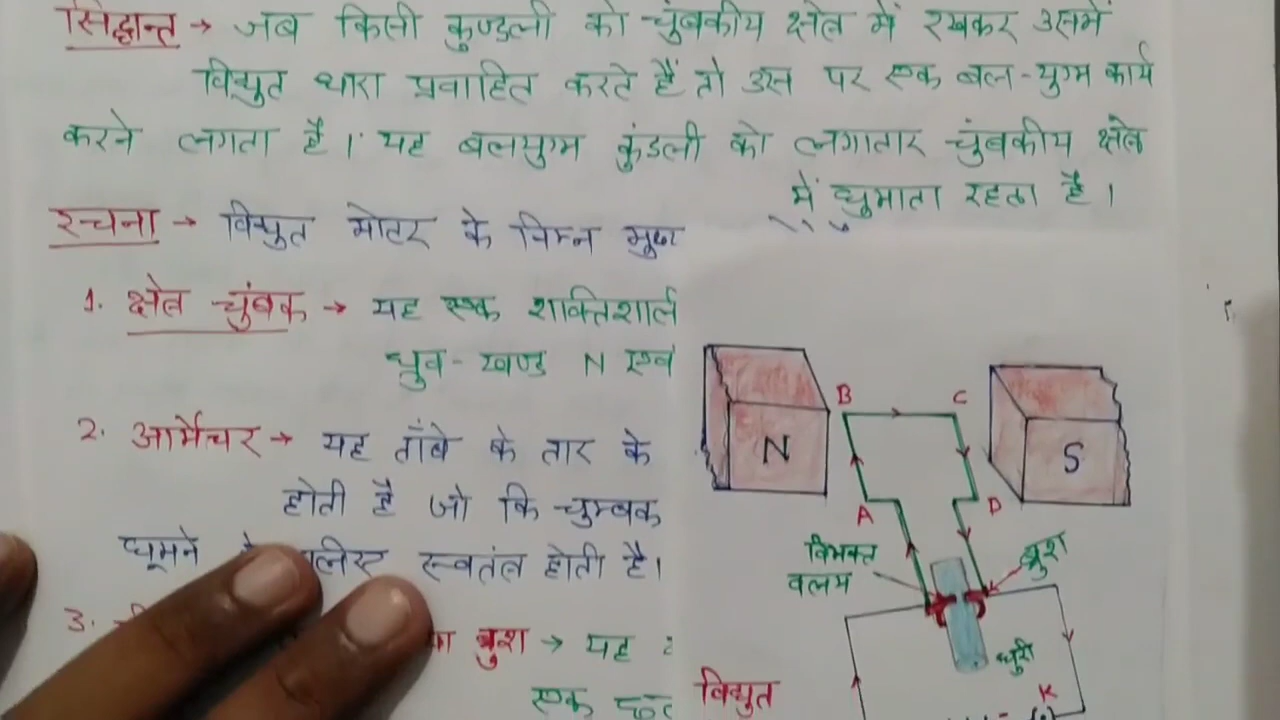 सिद्धान्त → जब किसी कुण्डली को चुंबकीय क्षेत्र में रखकर उसमें
विद्युत धारा प्रवाहित करते हैं तो उस पर एक बल-युग्म कार्य
करने लगता है। यह बलयुग्म कुंडली को लगातार चुंबकीय क्षेत्र
में घुमाता रहता है।
रचना → विद्युत मोटर के निम्न
1. क्षेत्र चुंबक → यह एक
ध्रुव-खण्ड N एवं
2. आर्मेचर → यह ताँबे के तार के
होती है जो कि चुम्बक
घूमने स्वतंत्र होती है।
3. ब्रुश → यह
एक
N
S
B
C
A
D
विभक्त
वलय
ब्रुश
धुरी
K
विद्युत